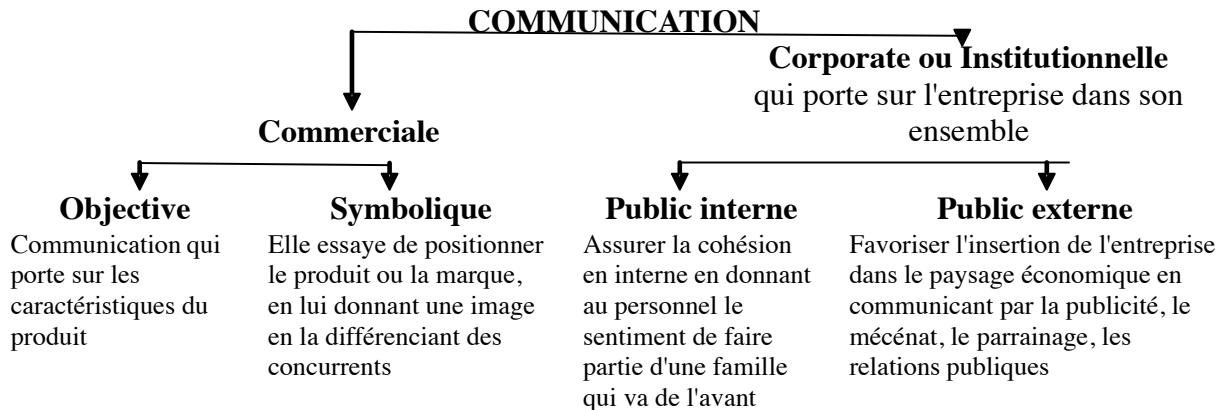 COMMUNICATION
Corporate ou Institutionnelle
qui porte sur l'entreprise dans son
ensemble
Commerciale
Objective
Communication qui
porte sur les
caractéristiques du
produit
Symbolique
Elle essaye de positionner
le produit ou la marque,
en lui donnant une image
en la différenciant des
concurrents
Public interne
Assurer la cohésion
en interne en donnant
au personnel le
sentiment de faire
partie d'une famille
qui va de l'avant
Public externe
Favoriser l'insertion de l'entreprise
dans le paysage économique en
communicant par la publicité, le
mécénat, le parrainage, les
relations publiques